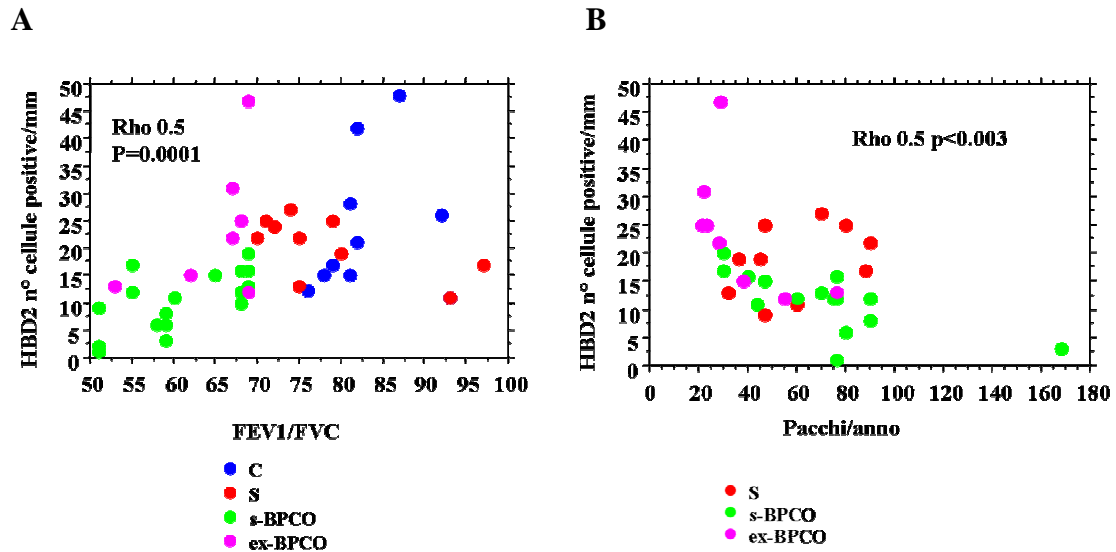 A
B
HBD2 n° cellule positive/mm
50
45
40
35
30
25
20
15
10
5
0
Rho 0.5
P=0.0001
50 55 60 65 70 75 80 85 90 95 100
FEV1/FVC
C
S
s-BPCO
ex-BPCO
HBD2 n° cellule positive/mm
50
45
40
35
30
25
20
15
10
5
0
Rho 0.5 p<0.003
0 20 40 60 80 100 120 140 160 180
Pacchi/anno
S
s-BPCO
ex-BPCO